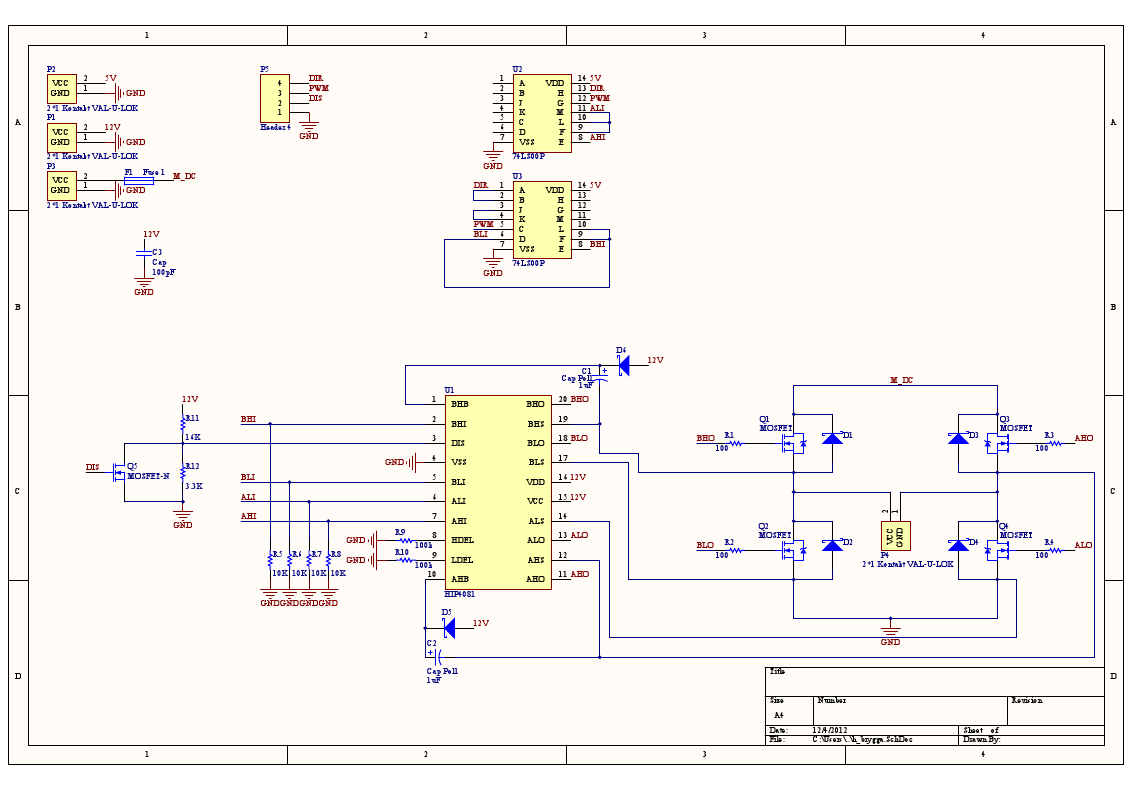 1 2 3 4
A
B
C
D
P2
VCC 2 5V
GND 1 GND
2*1 Kontakt VAL-U-LOK
P1
VCC 2 12V
GND 1 GND
2*1 Kontakt VAL-U-LOK
P3
VCC 2 F1 Fuse 1 M_DC
GND 1 GND
2*1 Kontakt VAL-U-LOK
P5
4 DIR
3 PWM
2 DIS
1
Header 4
GND
U2
1 A VDD 14 5V
2 B H 13 DIR
3 J G 12 PWM
4 K M 11 ALI
5 C L 10
6 D F 9
7 VSS E 8 AHI
74LS00P
GND
U3
DIR 1 A VDD 14 5V
2 B H 13
3 J G 12
4 K M 11
PWM 5 C L 10
BLI 6 D F 9
7 VSS E 8 BHI
74LS00P
GND
12V
C3
Cap
100pF
GND
D6
12V
C1
Cap Pol1
1uF
U1
1 BHB BHO 20 BHO
BHI 2 BHI BHS 19
3 DIS BLO 18 BLO
GND 4 VSS BLS 17
BLI 5 BLI VDD 16 12V
ALI 6 ALI VCC 15 12V
AHI 7 AHI ALS 14
8 HDEL ALO 13 ALO
9 LDEL AHS 12
10 AHB AHO 11 AHO
HIP4081
12V
R11
16K
R12
3.3K
GND
DIS
Q5
MOSFET-N
GND R9 100k
GND R10 100k
R5 R6 R7 R8
10K 10K 10K 10K
GND GND GND GND
D5
12V
C2
Cap Pol1
1uF
M_DC
Q1
MOSFET
BHO R1 100
D1
D3
Q3
MOSFET
R3 100 AHO
Q2
MOSFET
BLO R2 100
D2
2 1
VCC
GND
P4
2*1 Kontakt VAL-U-LOK
D4
Q4
MOSFET
R4 100 ALO
GND
Title
Size Number Revision
A4
Date: 12/4/2012 Sheet of
File: C:\Users\..\h_brygga.SchDoc Drawn By:
1 2 3 4
A
B
C
D